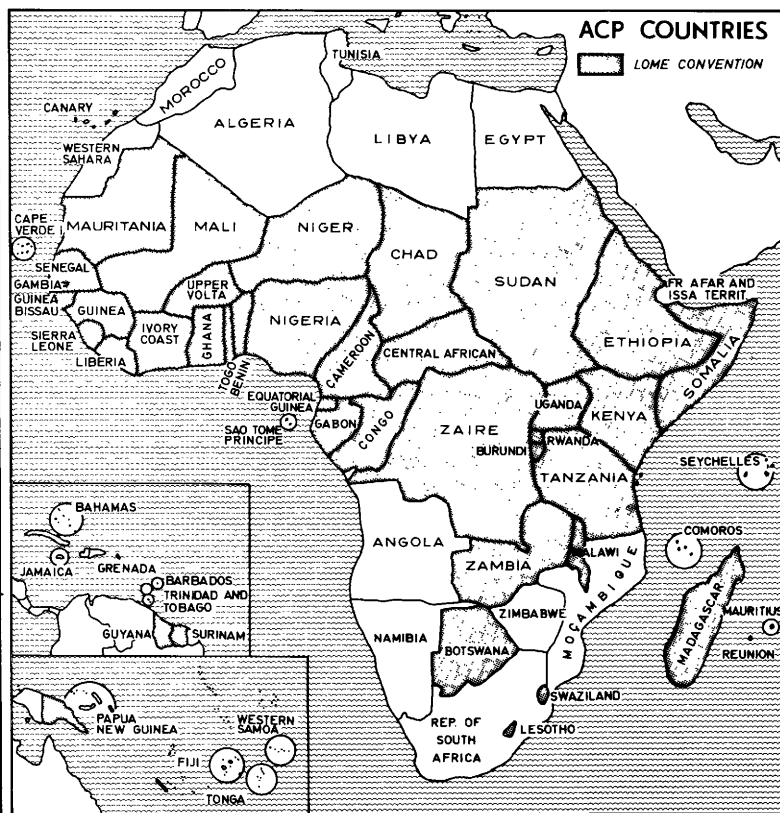 ACP COUNTRIES
LOME CONVENTION
TUNISIA
MOROCCO
CANARY
ALGERIA
LIBYA
EGYPT
WESTERN
SAHARA
MAURITANIA
MALI
NIGER
CHAD
SUDAN
CAPE
VERDE
SENEGAL
GAMBIA
GUINEA
BISSAU
GUINEA
UPPER
VOLTA
NIGERIA
FR AFAR AND
ISSA TERRIT.
ETHIOPIA
SOMALIA
SIERRA
LEONE
LIBERIA
IVORY
COAST
GHANA
TOGO
BENIN
CAMEROON
CENTRAL AFRICAN
EQUATORIAL
GUINEA
SAO TOME
PRINCIPE
GABON
CONGO
ZAIRE
UGANDA
KENYA
RWANDA
BURUNDI
TANZANIA
SEYCHELLES
COMOROS
ANGOLA
ZAMBIA
MALAWI
MOÇAMBIQUE
MADAGASCAR
MAURITIUS
REUNION
NAMIBIA
ZIMBABWE
BOTSWANA
SWAZILAND
LESOTHO
REP. OF
SOUTH
AFRICA
BAHAMAS
JAMAICA
GRENADA
BARBADOS
TRINIDAD AND
TOBAGO
GUYANA
SURINAM
PAPUA
NEW GUINEA
WESTERN
SAMOA
FIJI
TONGA